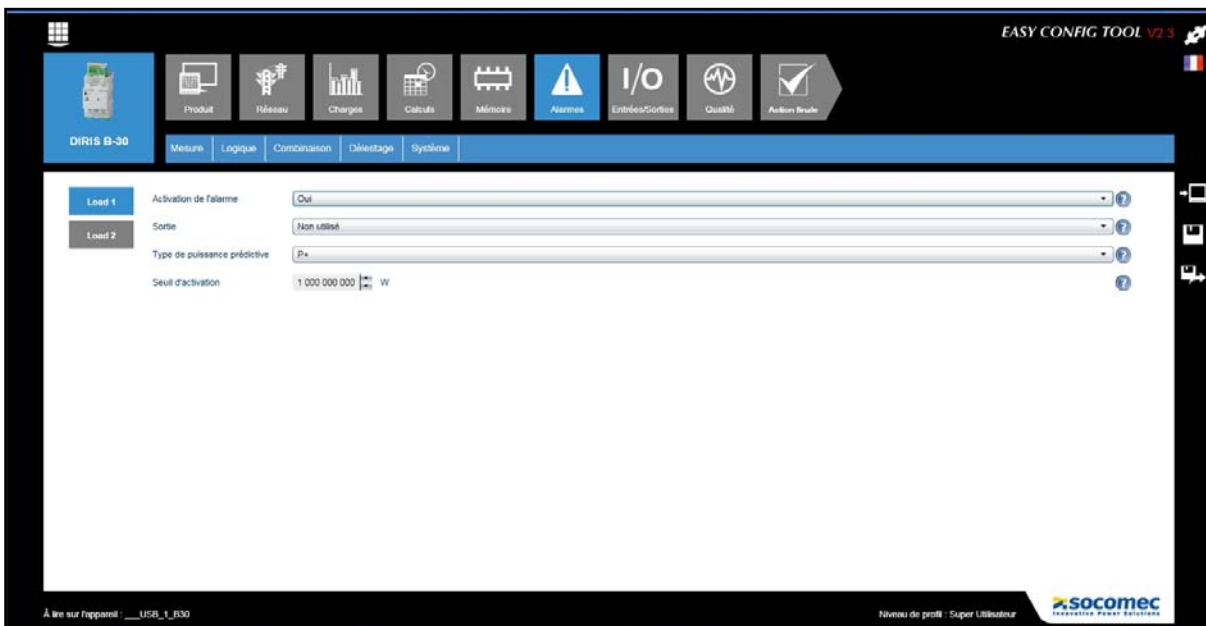 EASY CONFIG TOOL V2.3
Produit
Réseau
Charges
Calculs
Mémoire
Alarmes
I/O
Entrées/Sorties
Qualité
Action finale
DIRIS B-30
Mesure
Logique
Combinaison
Délestage
Système
Load 1
Load 2
Activation de l'alarme
Oui
Sortie
Non utilisé
Type de puissance prédictive
P+
Seuil d'activation
1 000 000 000
W
À lire sur l'appareil : ___USB_1_B30
Niveau de profil : Super Utilisateur
socomec
Innovative Power Solutions